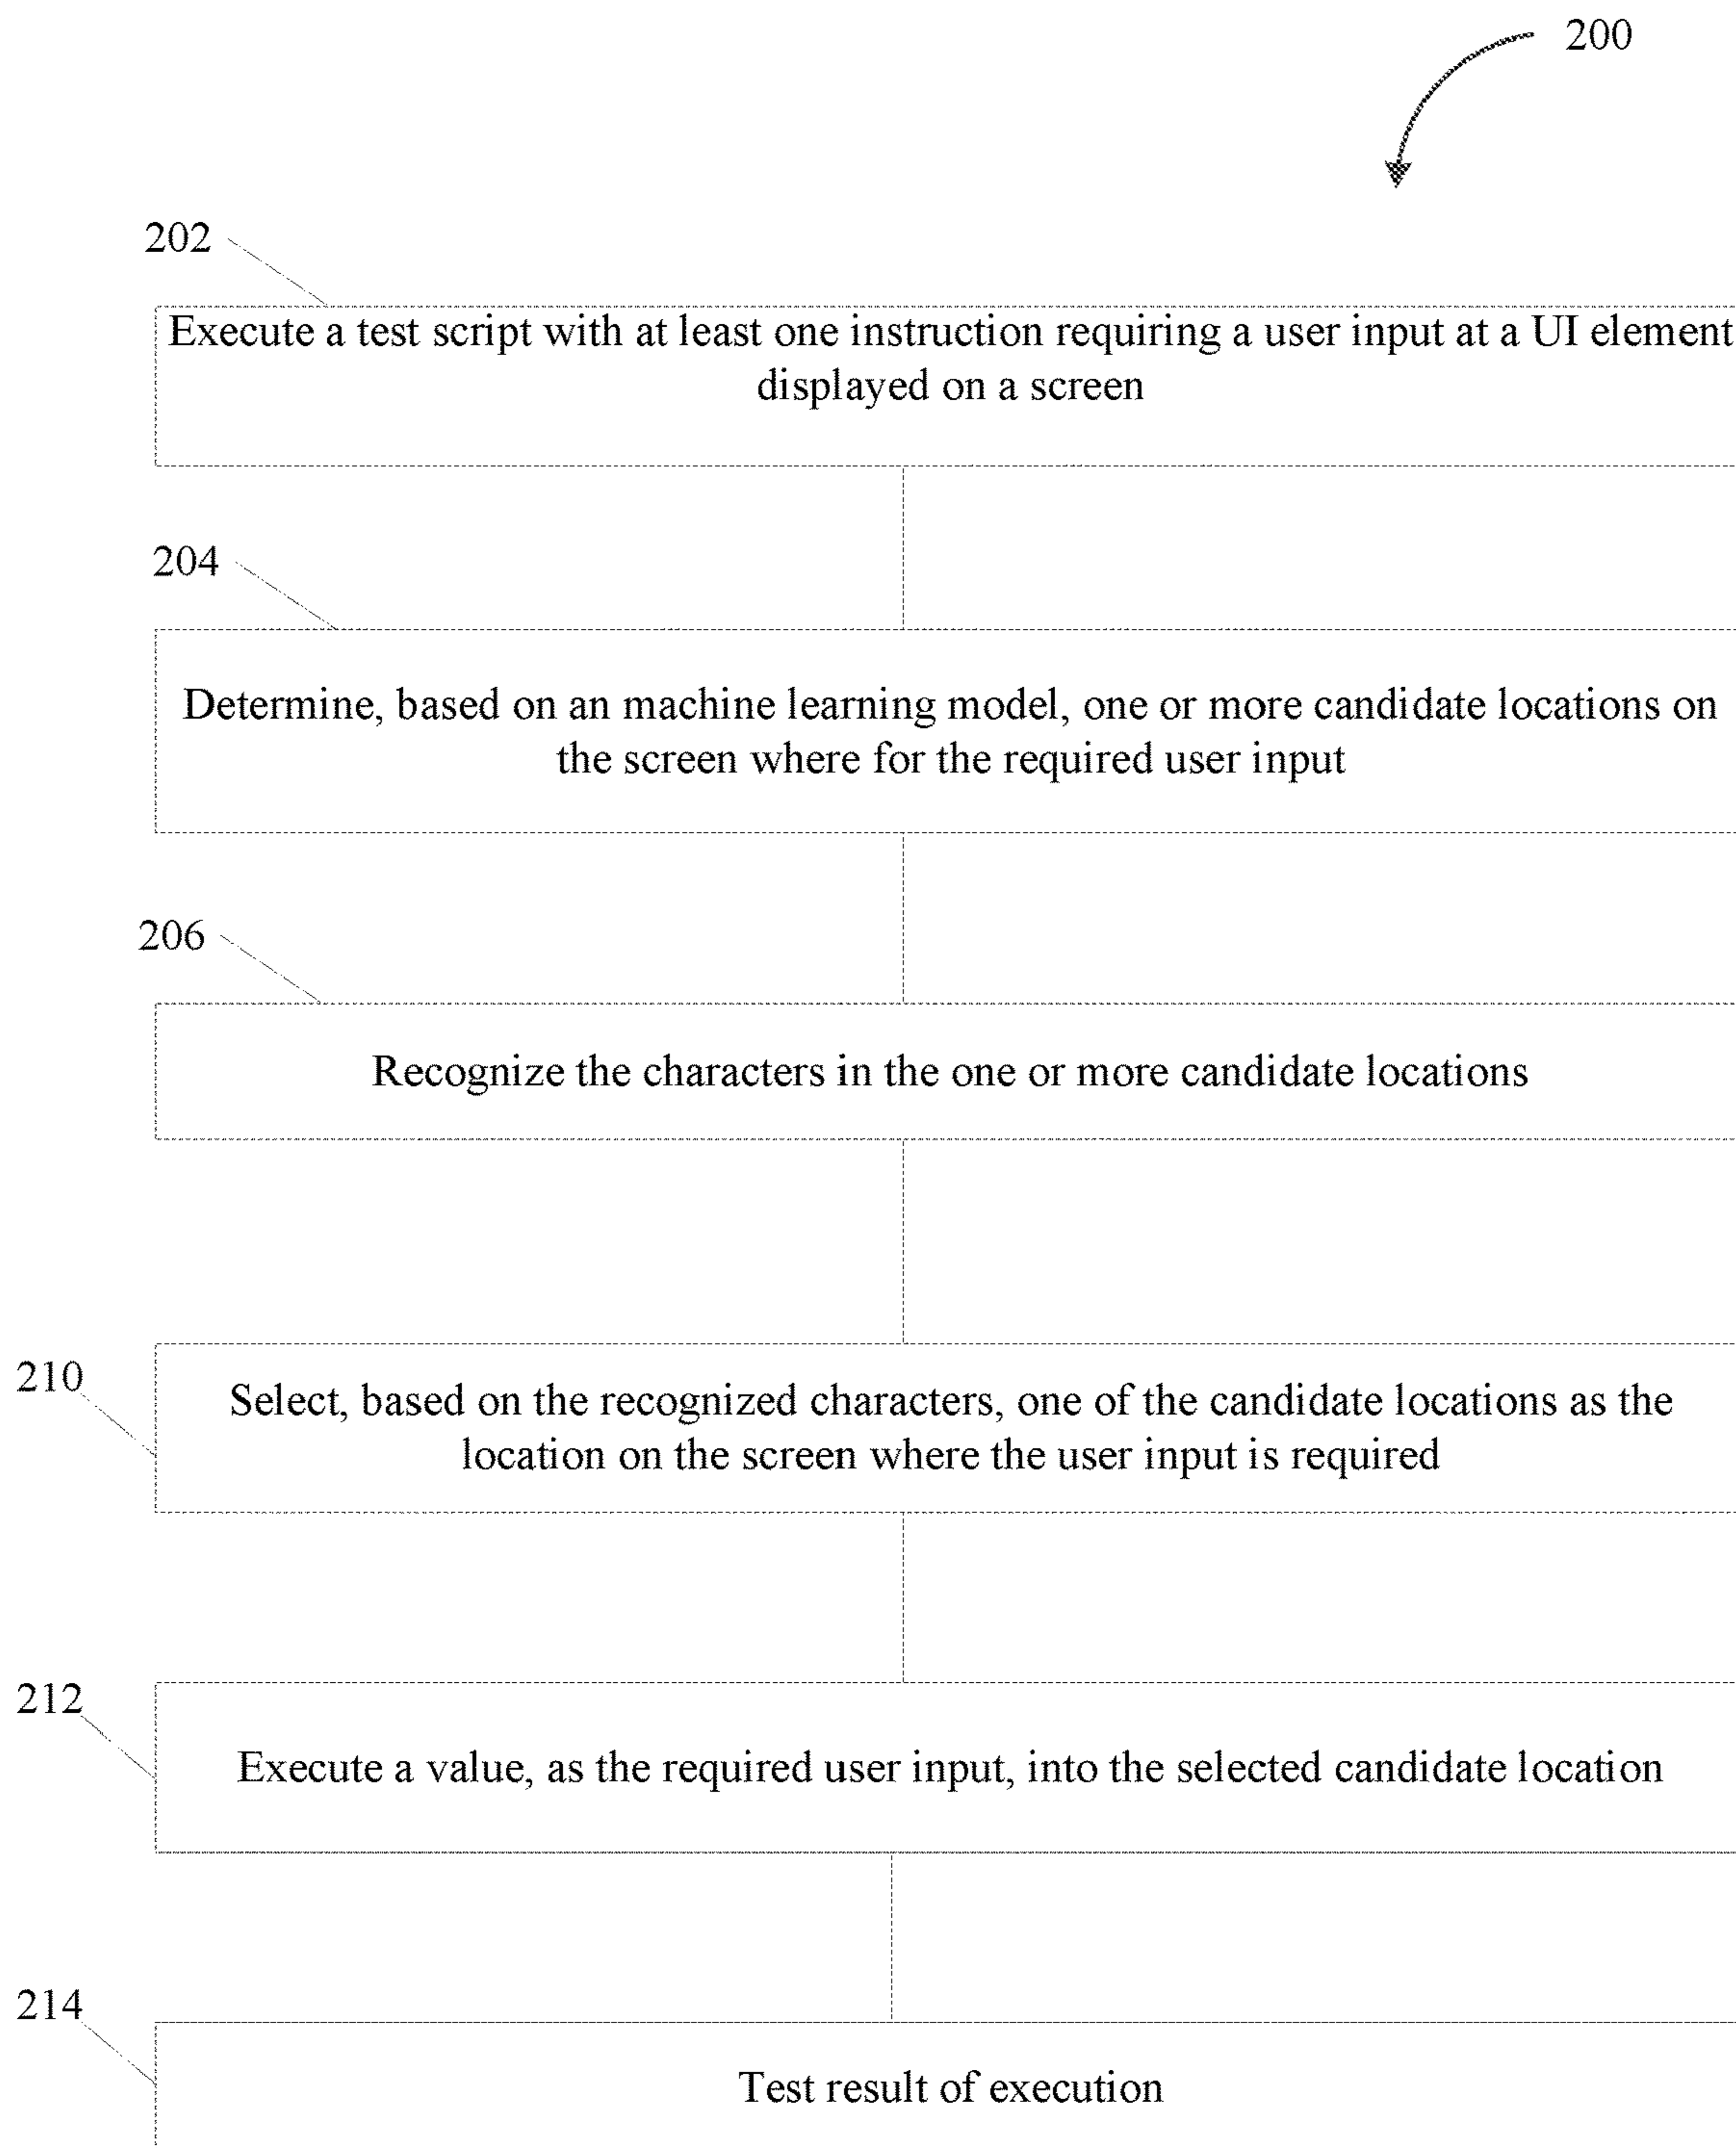 200
202
Execute a test script with at least one instruction requiring a user input at a UI element
displayed on a screen
204
Determine, based on an machine learning model, one or more candidate locations on
the screen where for the required user input
206
Recognize the characters in the one or more candidate locations
210
Select, based on the recognized characters, one of the candidate locations as the
location on the screen where the user input is required
212
Execute a value, as the required user input, into the selected candidate location
214
Test result of execution